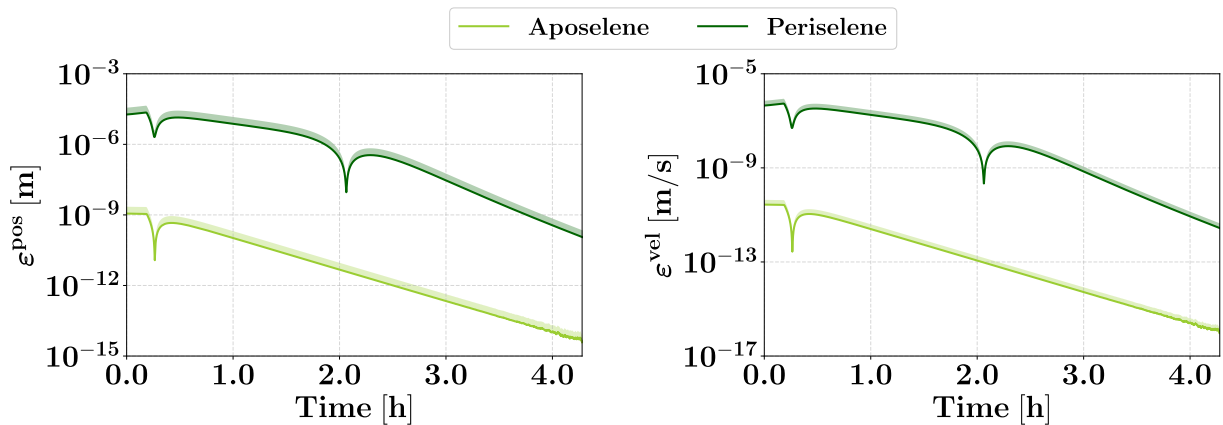 Aposelene Periselene
ε^pos [m]
10⁻³
10⁻⁶
10⁻⁹
10⁻¹²
10⁻¹⁵
0.0 1.0 2.0 3.0 4.0
Time [h]
ε^vel [m/s]
10⁻⁵
10⁻⁹
10⁻¹³
10⁻¹⁷
0.0 1.0 2.0 3.0 4.0
Time [h]